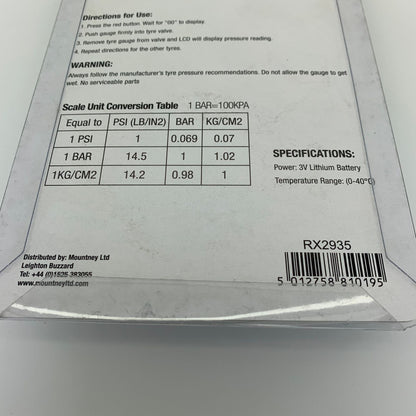 Directions for Use:
1. Press the red button. Wait for "00" to display.
2. Push gauge firmly into tyre valve.
3. Remove tyre gauge from valve and LCD will display pressure reading.
4. Repeat directions for the other tyres.
WARNING:
Always follow the manufacturer's tyre pressure recommendations. Do not allow the gauge to get
wet. No serviceable parts
Scale Unit Conversion Table 1 BAR=100KPA
Equal to PSI (LB/IN2) BAR KG/CM2
1 PSI 1 0.069 0.07
1 BAR 14.5 1 1.02
1KG/CM2 14.2 0.98 1
SPECIFICATIONS:
Power: 3V Lithium Battery
Temperature Range: (0-40°C)
Distributed by: Mountney Ltd
Leighton Buzzard
Tel: +44 (0)1525 383055
www.mountneyltd.com
RX2935
5 012758 810195